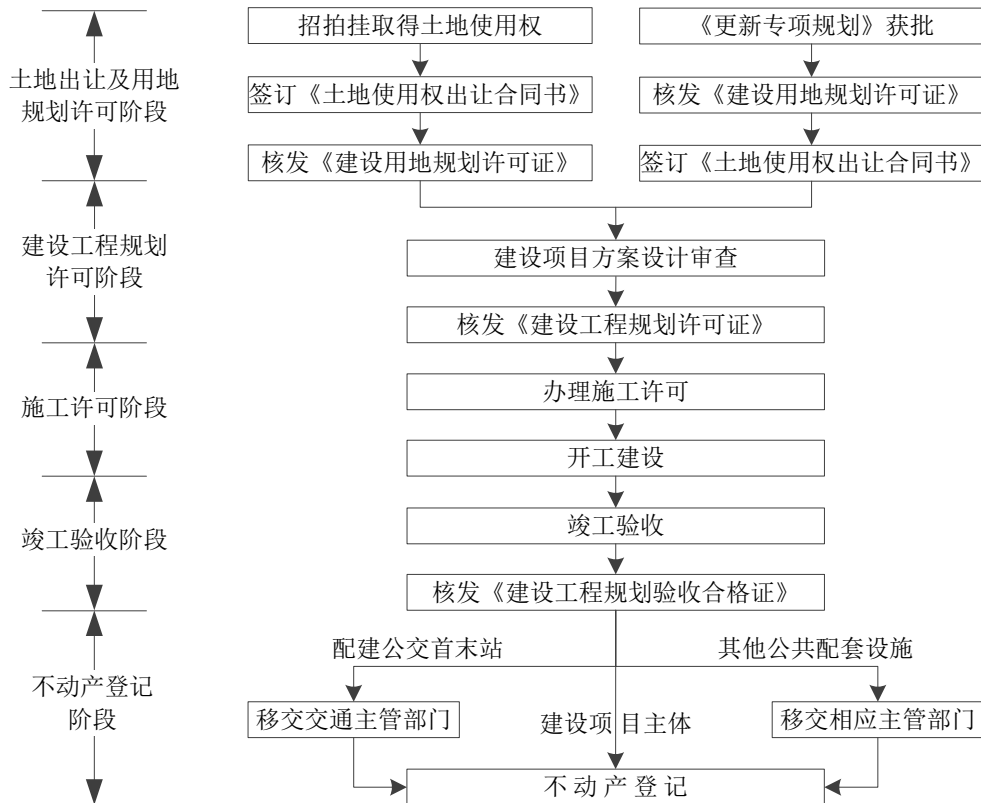 招拍挂取得土地使用权
《更新专项规划》获批
土地出让及用地
规划许可阶段
签订《土地使用权出让合同书》
核发《建设用地规划许可证》
核发《建设用地规划许可证》
签订《土地使用权出让合同书》
建设工程规划
许可阶段
建设项目方案设计审查
核发《建设工程规划许可证》
施工许可阶段
办理施工许可
开工建设
竣工验收阶段
竣工验收
核发《建设工程规划验收合格证》
不动产登记
阶段
配建公交首末站
其他公共配套设施
移交交通主管部门
建设项目主体
移交相应主管部门
不动产登记